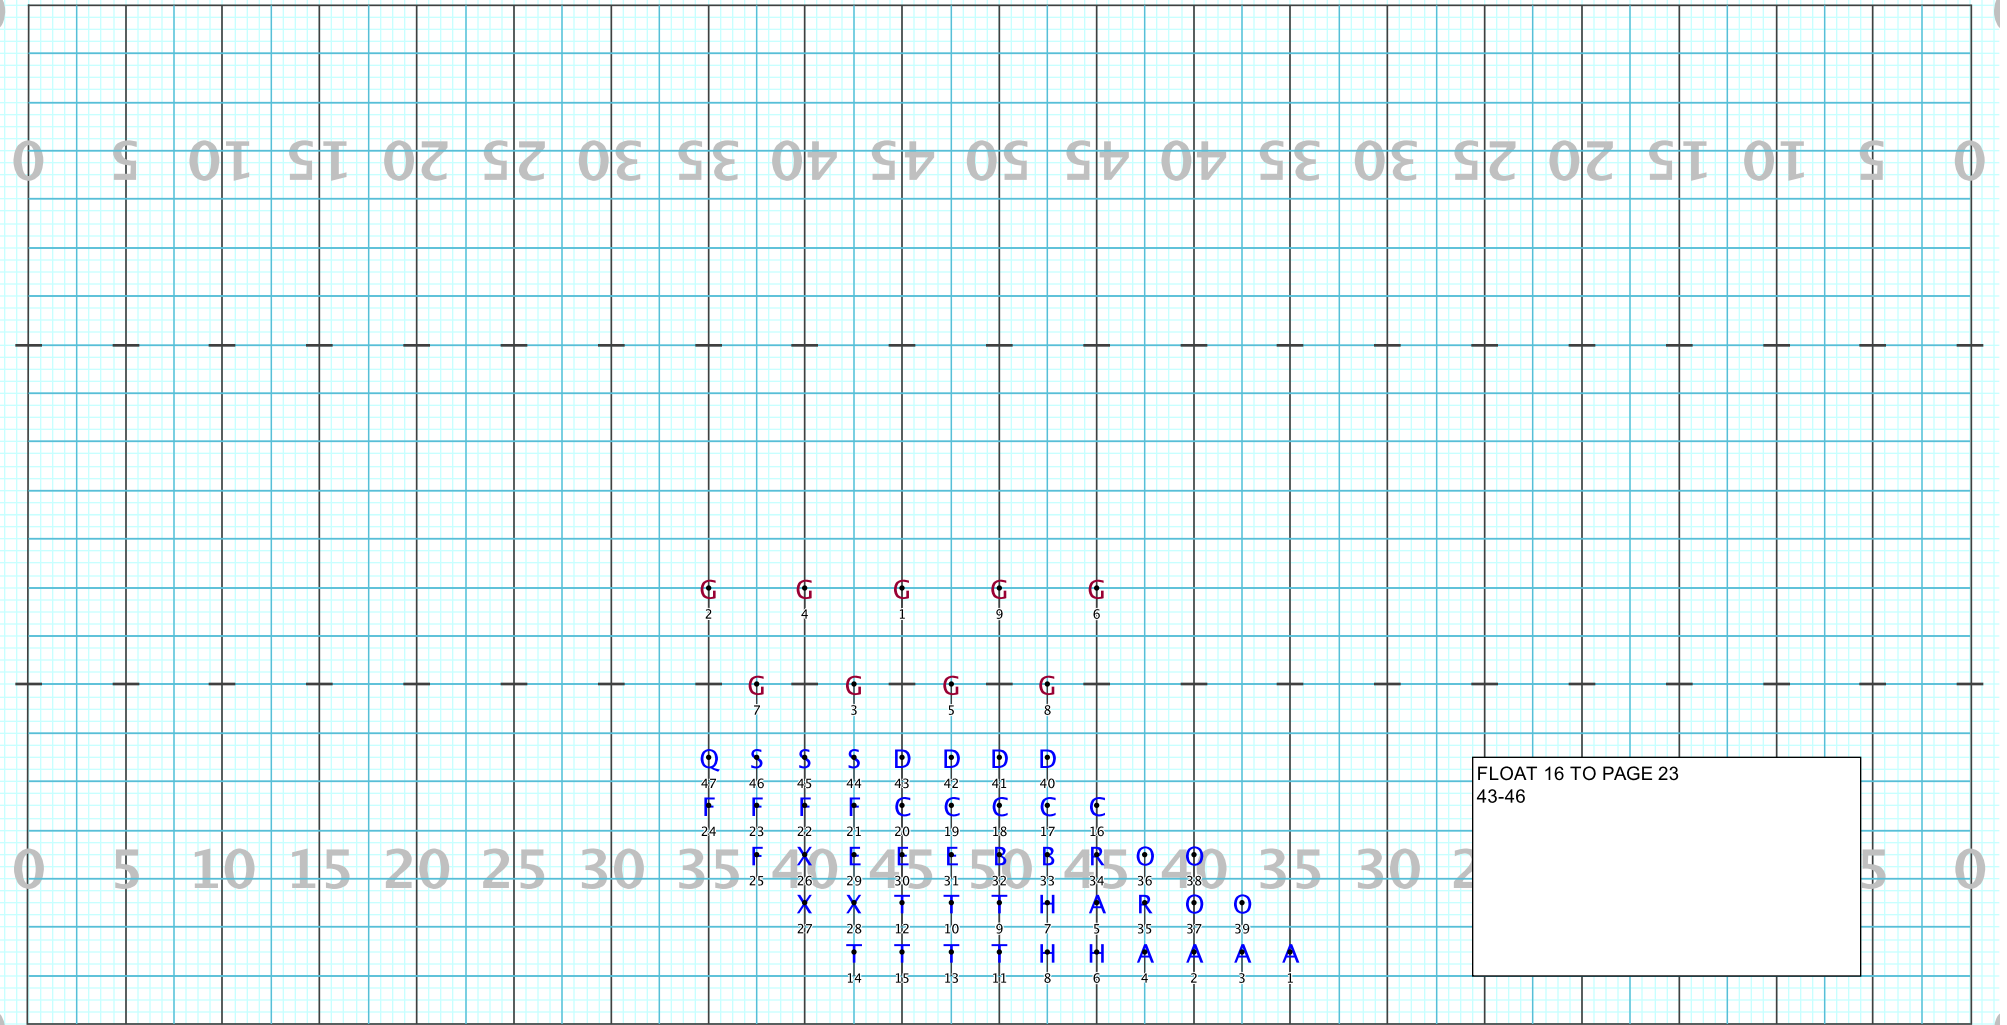 0 5 10 15 20 25 30 35 40 45 50 45 40 35 30 25 20 15 10 5 0
G G G G G
2 4 1 9 6
G G G G
7 3 5 8
Q S S S D D D D
47 46 45 44 43 42 41 40
FLOAT 16 TO PAGE 23
43-46
F F F F C C C C C
24 23 22 21 20 19 18 17 16
0 5 10 15 20 25 30 35 40 45 50 45 40 35 30 2 5 0
F X E E E B B R O O
25 26 29 30 31 32 33 34 36 38
X X T T T H A R O O
27 28 12 10 9 7 5 35 37 39
T T T T H H A A A A
14 15 13 11 8 6 4 2 3 1